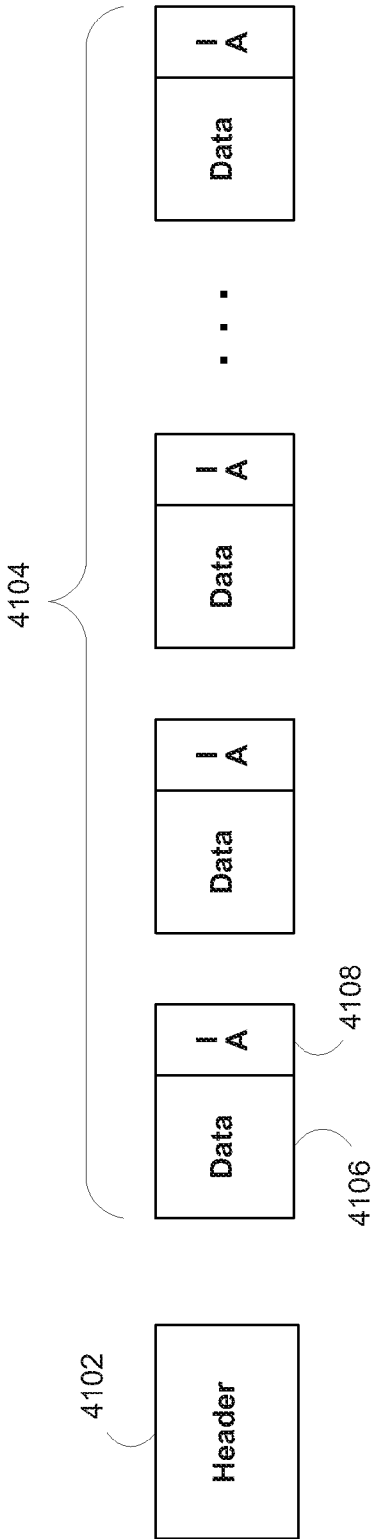 4102
Header
4104
Data
I
A
Data
I
A
Data
I
A
. . .
Data
I
A
4106
4108